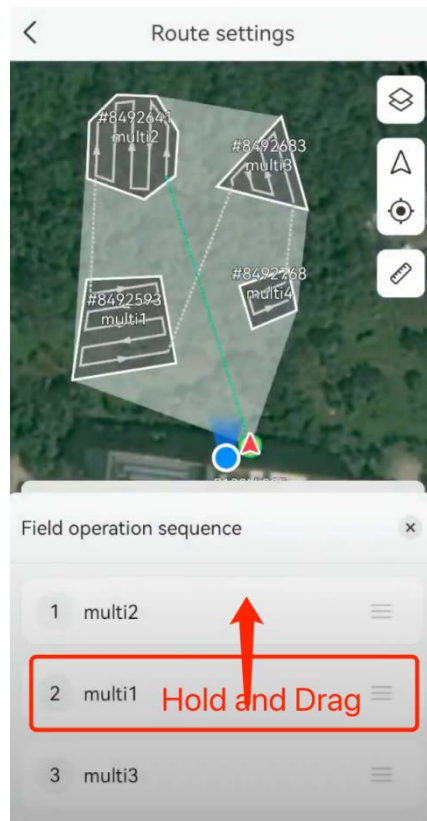 Route settings
#8492641
multi2
#8492683
multi3
#8492768
multi4
#8492593
multi1
Field operation sequence
1 multi2
2 multi1 Hold and Drag
3 multi3